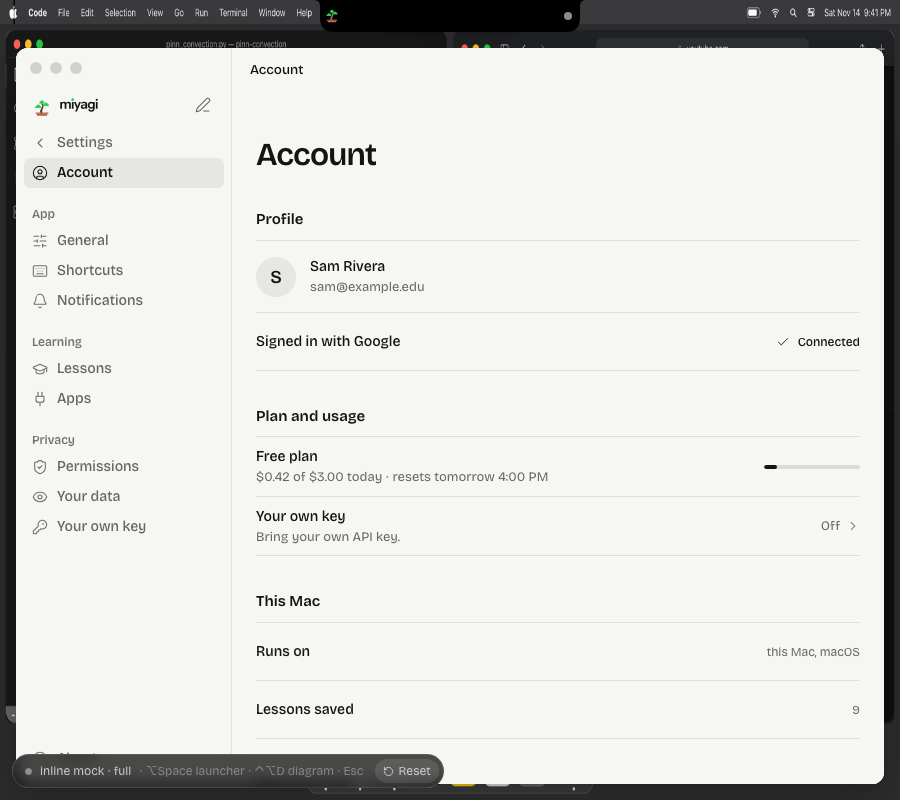 Code File Edit Selection View Go Run Terminal Window Help
Sat Nov 14 9:41 PM
pinn_convection.py — pinn-convection
miyagi
Settings
Account
App
General
Shortcuts
Notifications
Learning
Lessons
Apps
Privacy
Permissions
Your data
Your own key
Account
Account
Profile
S
Sam Rivera
sam@example.edu
Signed in with Google
Connected
Plan and usage
Free plan
$0.42 of $3.00 today · resets tomorrow 4:00 PM
Your own key
Bring your own API key.
Off
This Mac
Runs on
this Mac, macOS
Lessons saved
9
inline mock · full · ⌥Space launcher · ⌃⌥D diagram · Esc
Reset